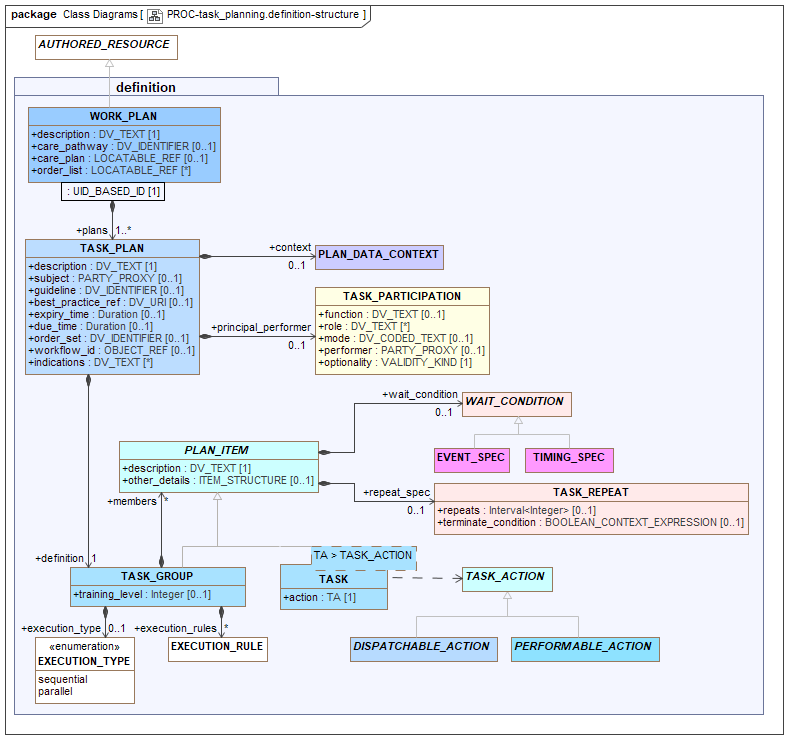 package Class Diagrams [ PROC-task_planning.definition-structure ]
AUTHORED_RESOURCE
definition
WORK_PLAN
+description : DV_TEXT [1]
+care_pathway : DV_IDENTIFIER [0..1]
+care_plan : LOCATABLE_REF [0..1]
+order_list : LOCATABLE_REF [*]
: UID_BASED_ID [1]
+plans 1..*
TASK_PLAN
+description : DV_TEXT [1]
+subject : PARTY_PROXY [0..1]
+guideline : DV_IDENTIFIER [0..1]
+best_practice_ref : DV_URI [0..1]
+expiry_time : Duration [0..1]
+due_time : Duration [0..1]
+order_set : DV_IDENTIFIER [0..1]
+workflow_id : OBJECT_REF [0..1]
+indications : DV_TEXT [*]
+context
0..1
PLAN_DATA_CONTEXT
+principal_performer
0..1
TASK_PARTICIPATION
+function : DV_TEXT [0..1]
+role : DV_TEXT [*]
+mode : DV_CODED_TEXT [0..1]
+performer : PARTY_PROXY [0..1]
+optionality : VALIDITY_KIND [1]
+wait_condition
0..1
WAIT_CONDITION
EVENT_SPEC
TIMING_SPEC
PLAN_ITEM
+description : DV_TEXT [1]
+other_details : ITEM_STRUCTURE [0..1]
+repeat_spec
0..1
TASK_REPEAT
+repeats : Interval<Integer> [0..1]
+terminate_condition : BOOLEAN_CONTEXT_EXPRESSION [0..1]
+members *
+definition 1
TASK_GROUP
+training_level : Integer [0..1]
TA > TASK_ACTION
TASK
+action : TA [1]
TASK_ACTION
DISPATCHABLE_ACTION
PERFORMABLE_ACTION
+execution_type 0..1
+execution_rules *
«enumeration»
EXECUTION_TYPE
sequential
parallel
EXECUTION_RULE